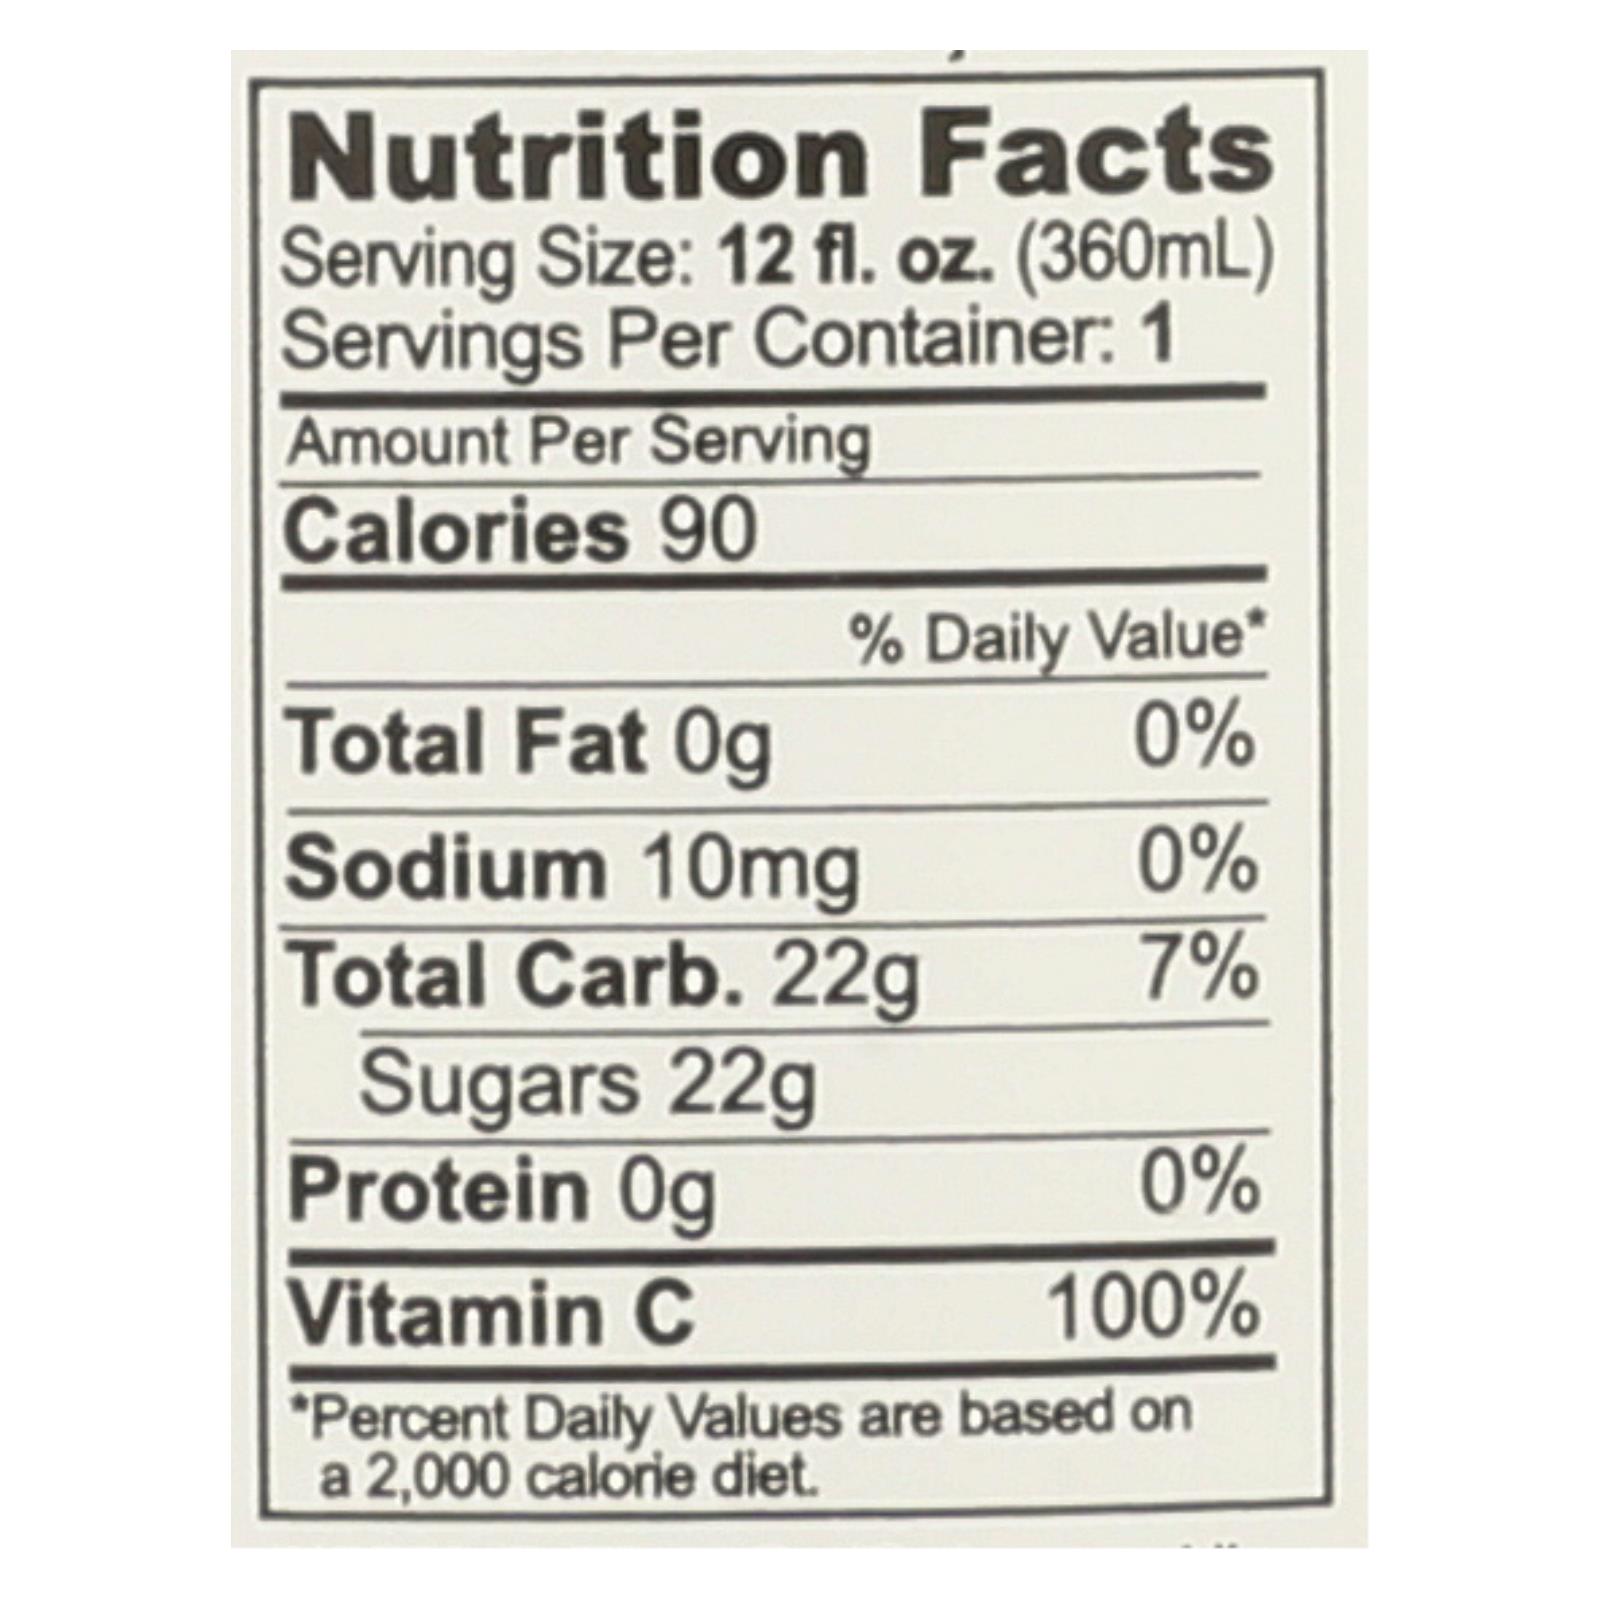 Nutrition Facts
Serving Size: 12 fl. oz. (360mL)
Servings Per Container: 1
Amount Per Serving
Calories 90
% Daily Value*
Total Fat 0g 0%
Sodium 10mg 0%
Total Carb. 22g 7%
Sugars 22g
Protein 0g 0%
Vitamin C 100%
*Percent Daily Values are based on
a 2,000 calorie diet.